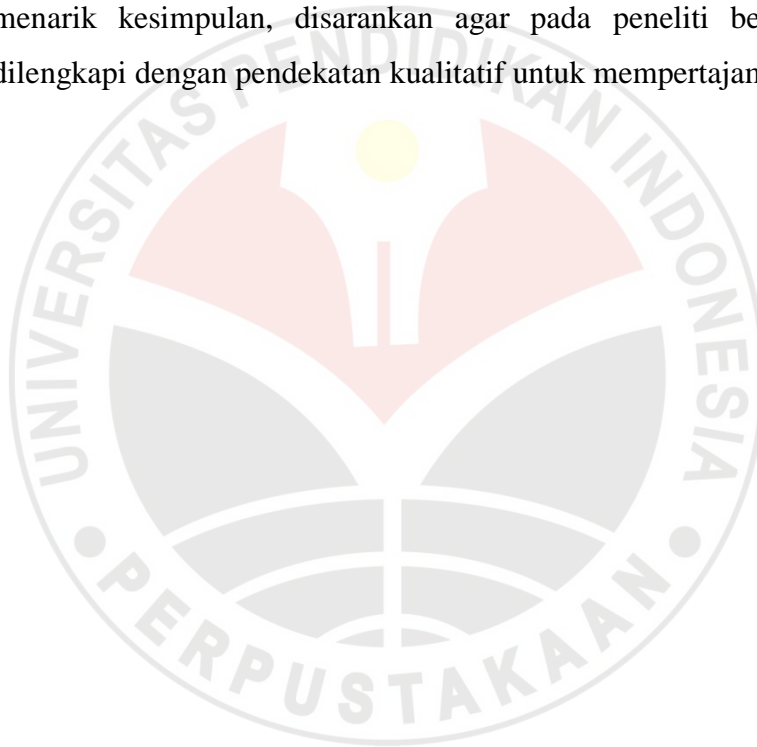 menarik kesimpulan, disarankan agar pada peneliti be
dilengkapi dengan pendekatan kualitatif untuk mempertajam
UNIVERSITAS PENDIDIKAN INDONESIA
PERPUSTAKAAN